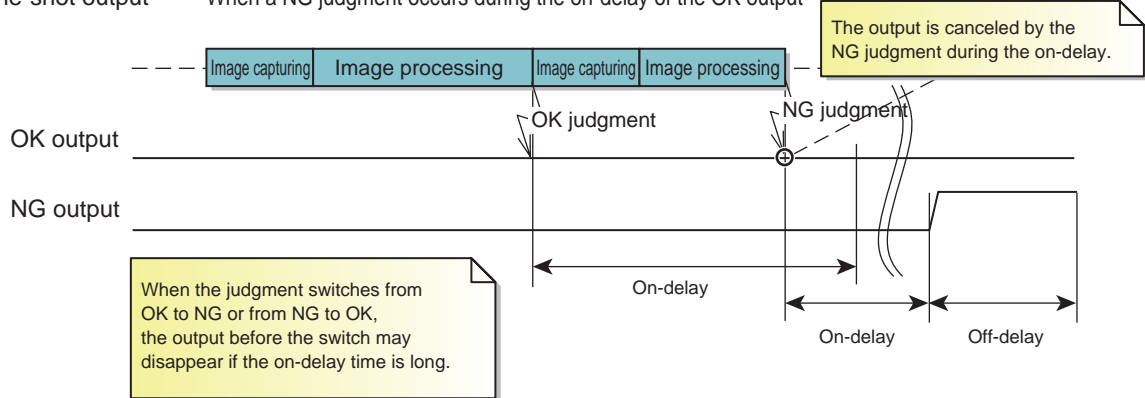 shot output When a NG judgment occurs during the on-delay of the OK output
The output is canceled by the
NG judgment during the on-delay.
Image capturing Image processing Image capturing Image processing
OK judgment
NG judgment
OK output
NG output
When the judgment switches from
OK to NG or from NG to OK,
the output before the switch may
disappear if the on-delay time is long.
On-delay
On-delay
Off-delay